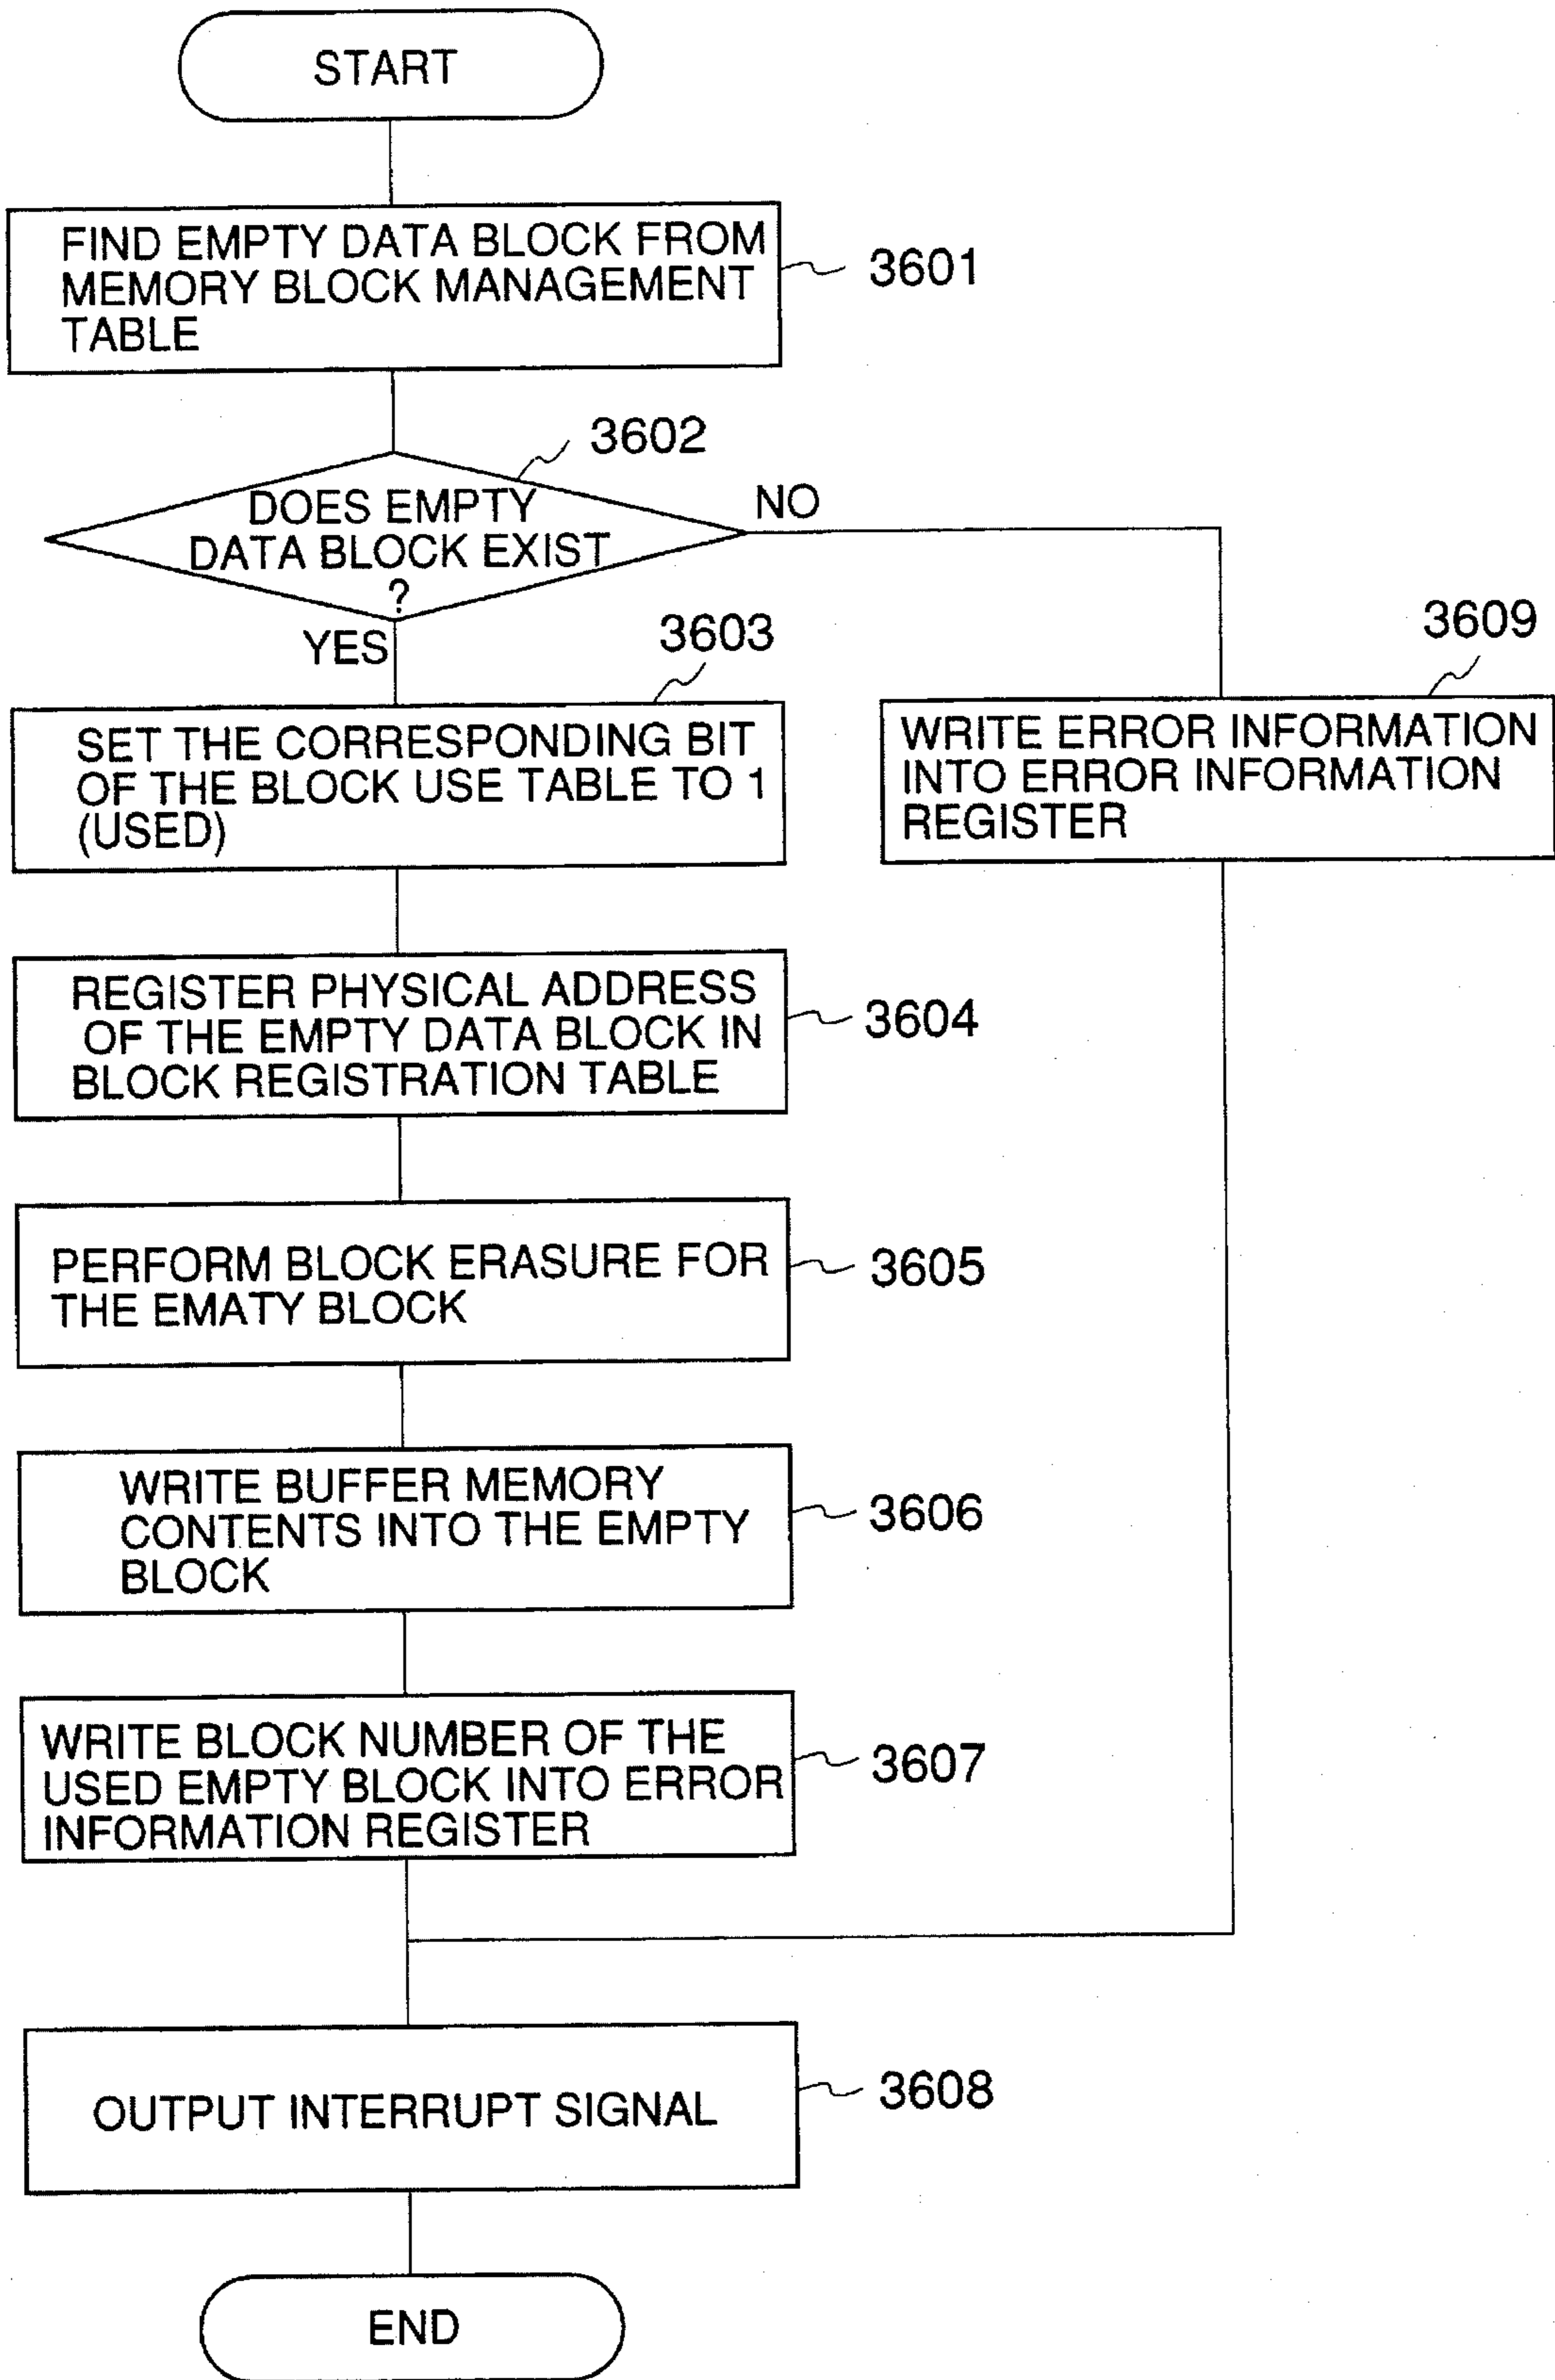 START
FIND EMPTY DATA BLOCK FROM
MEMORY BLOCK MANAGEMENT
TABLE
3601
3602
DOES EMPTY
DATA BLOCK EXIST
?
NO
YES
3603
SET THE CORRESPONDING BIT
OF THE BLOCK USE TABLE TO 1
(USED)
3609
WRITE ERROR INFORMATION
INTO ERROR INFORMATION
REGISTER
REGISTER PHYSICAL ADDRESS
OF THE EMPTY DATA BLOCK IN
BLOCK REGISTRATION TABLE
3604
PERFORM BLOCK ERASURE FOR
THE EMATY BLOCK
3605
WRITE BUFFER MEMORY
CONTENTS INTO THE EMPTY
BLOCK
3606
WRITE BLOCK NUMBER OF THE
USED EMPTY BLOCK INTO ERROR
INFORMATION REGISTER
3607
OUTPUT INTERRUPT SIGNAL
3608
END